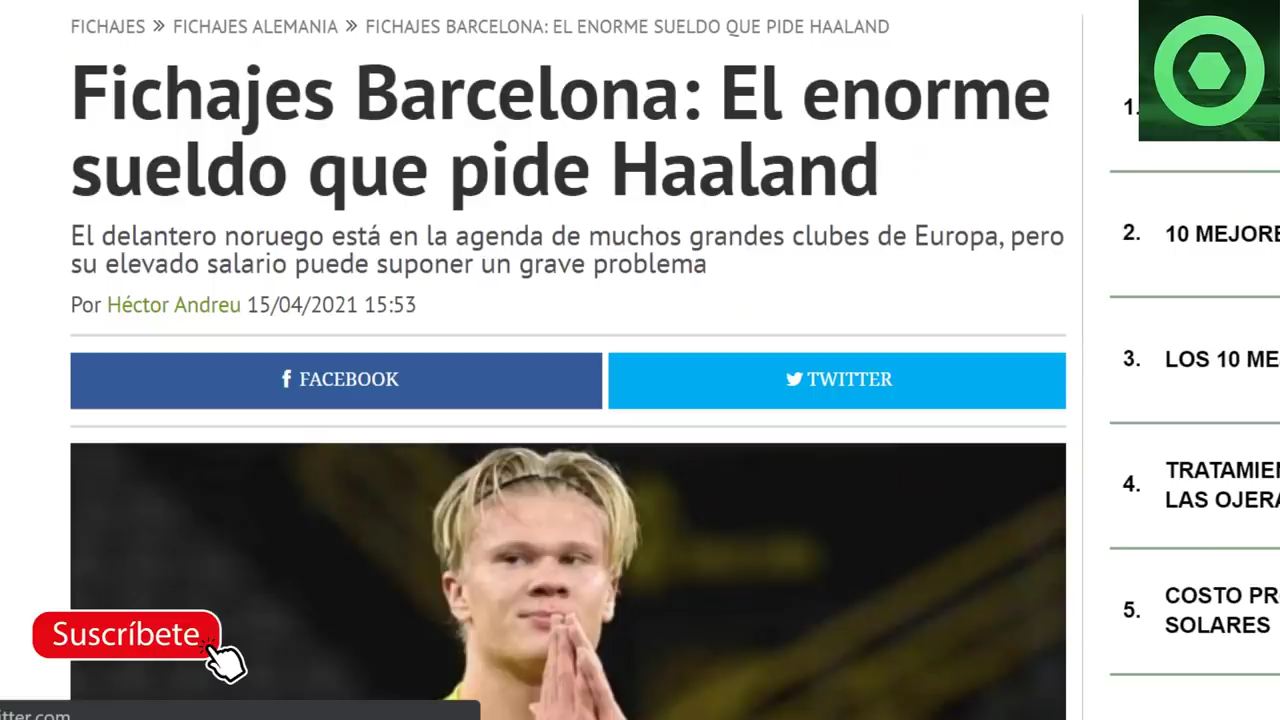 FICHAJES » FICHAJES ALEMANIA » FICHAJES BARCELONA: EL ENORME SUELDO QUE PIDE HAALAND
Fichajes Barcelona: El enorme
sueldo que pide Haaland
El delantero noruego está en la agenda de muchos grandes clubes de Europa, pero
su elevado salario puede suponer un grave problema
Por Héctor Andreu 15/04/2021 15:53
FACEBOOK
TWITTER
1.
2. 10 MEJORE
3. LOS 10 ME
4. TRATAMIEN
LAS OJERA
5. COSTO PR
SOLARES
Suscríbete
itter.com